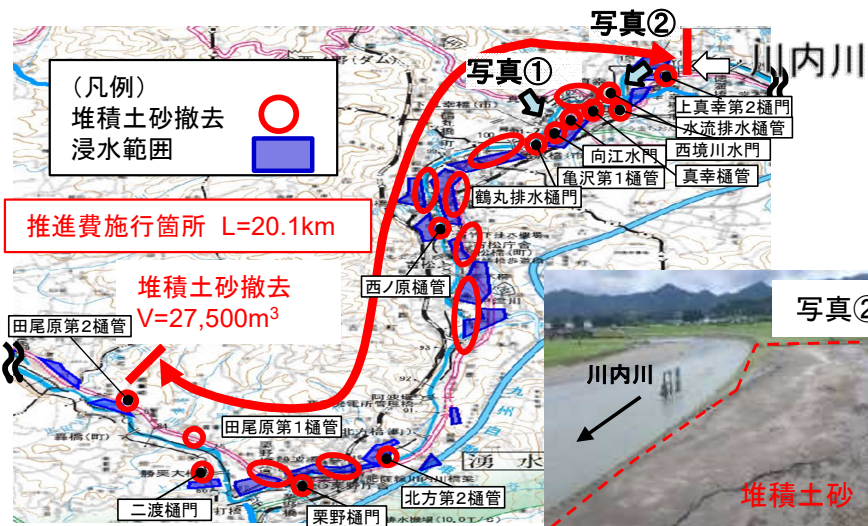 写真②
川内川
写真①
(凡例)
堆積土砂撤去
浸水範囲
上真幸第2樋門
水流排水樋管
西境川水門
向江水門
真幸樋管
亀沢第1樋管
鶴丸排水樋門
推進費施行箇所 L=20.1km
堆積土砂撤去
V=27,500m³
西ノ原樋管
田尾原第2樋管
写真②
川内川
田尾原第1樋管
堆積土砂
湧水
二渡樋門
栗野樋門
北方第2樋管